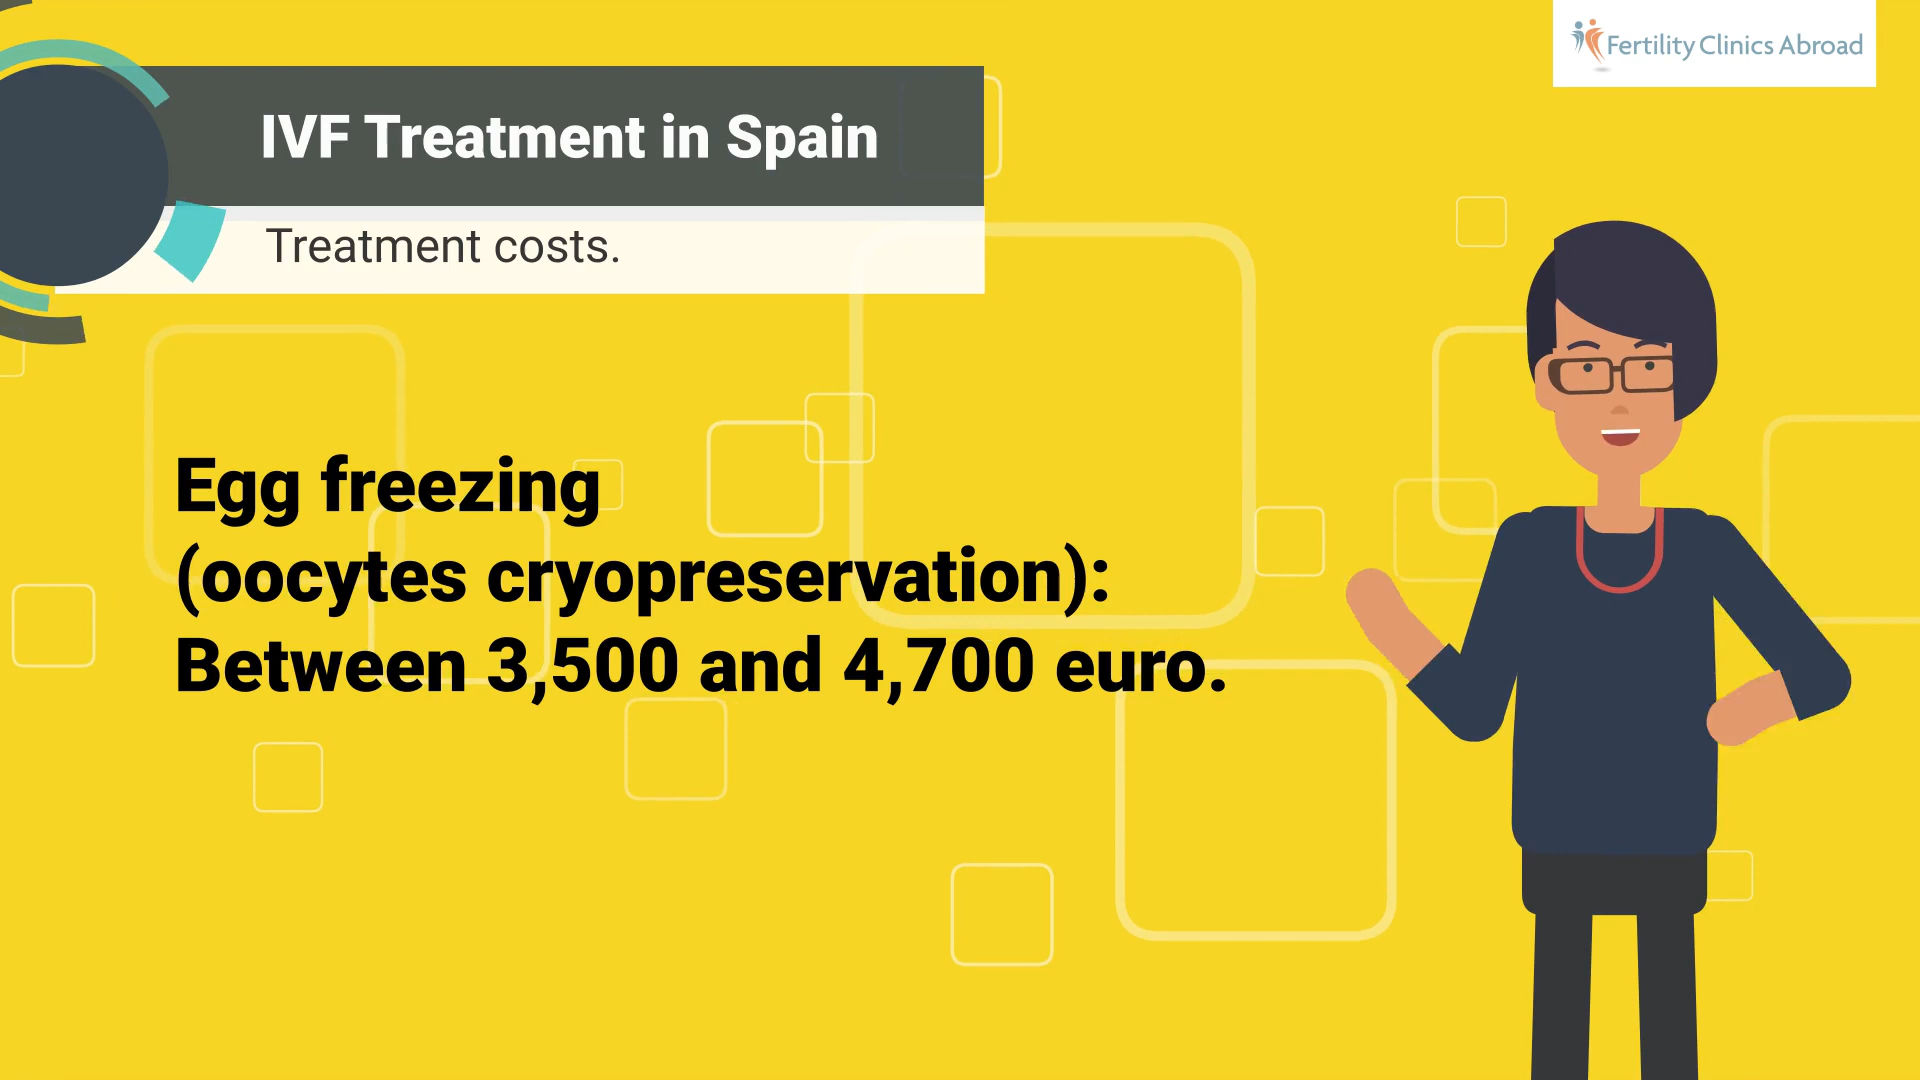 Fertility Clinics Abroad
IVF Treatment in Spain
Treatment costs.
Egg freezing
(oocytes cryopreservation):
Between 3,500 and 4,700 euro.